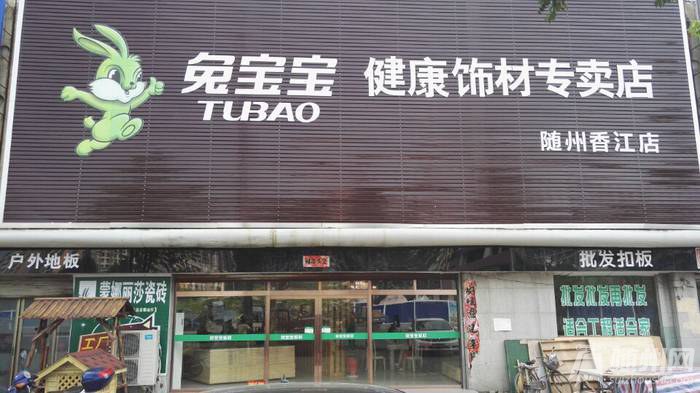 兔宝宝
TUBAO
健康饰材专卖店
随州香江店
户外地板
批发扣板
蒙娜丽莎瓷砖
批发批发再批发
适合工程适合家
工厂